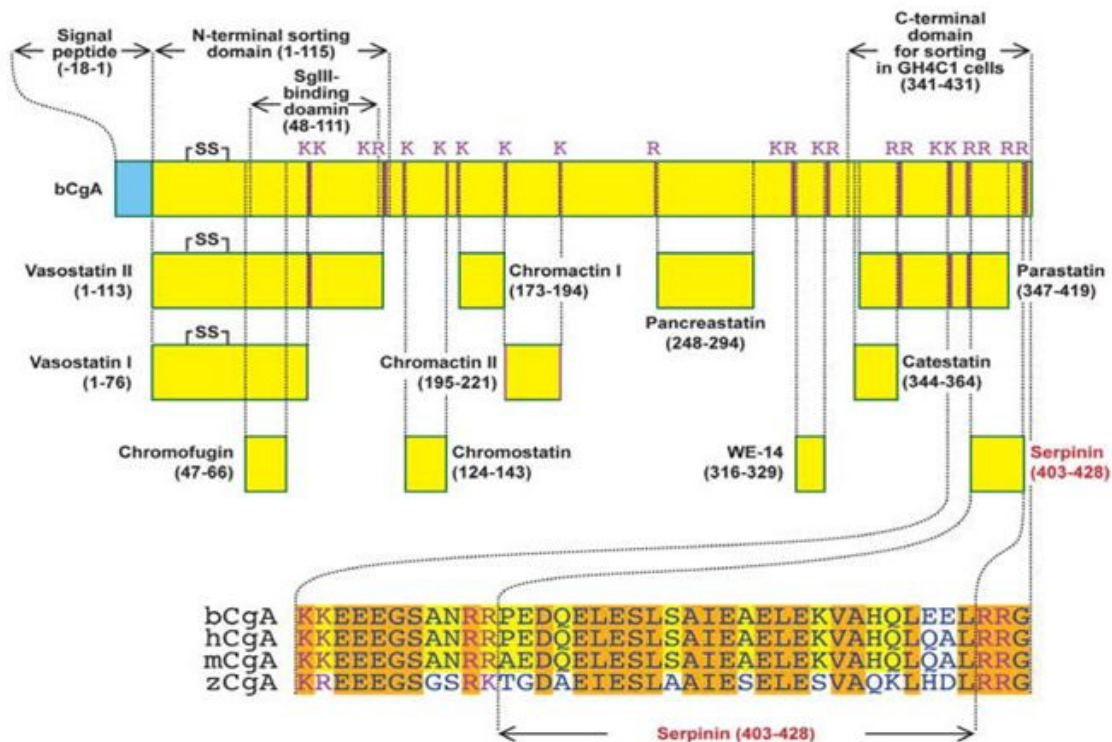 Signal
peptide
(-18-1)
N-terminal sorting
domain (1-115)
SgIII-
binding
doamin
(48-111)
C-terminal
domain
for sorting
in GH4C1 cells
(341-431)
SS
KK KR K K K K K R KR KR RR KK RR RR
bCgA
SS
Vasostatin II
(1-113)
Chromactin I
(173-194)
Pancreastatin
(248-294)
Parastatin
(347-419)
SS
Vasostatin I
(1-76)
Chromactin II
(195-221)
Catestatin
(344-364)
Chromofugin
(47-66)
Chromostatin
(124-143)
WE-14
(316-329)
Serpinin
(403-428)
bCgA KKEEEGSANRRPEDQELESLSAIEAELEKVAHQLEELRRG
hCgA KKEEEGSANRRPEDQELESLSAIEAELEKVAHQLQALRRG
mCgA KKEEEGSANRRAEDQELESLSAIEAELEKVAHQLQALRRG
zCgA KREEEGSGSRKTGDAEIESLAAIESELESVAQKLHDLRRG
Serpinin (403-428)